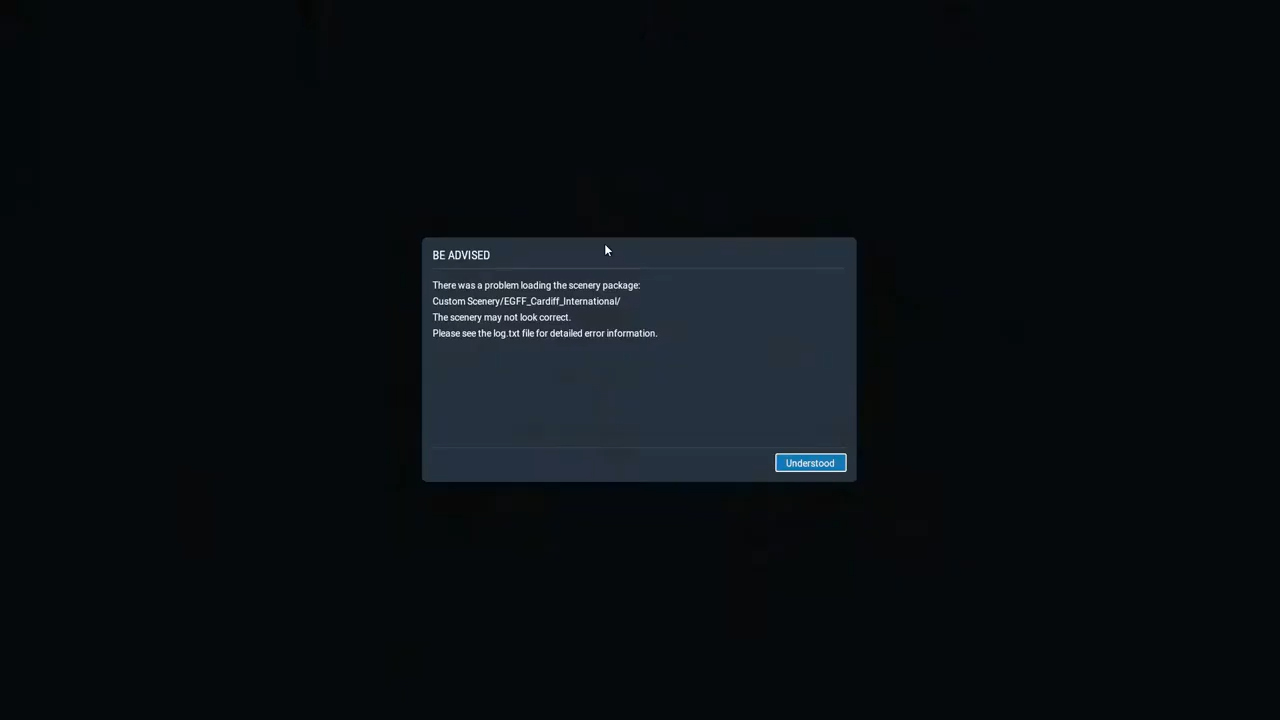 BE ADVISED
There was a problem loading the scenery package:
Custom Scenery/EGFF_Cardiff_International/
The scenery may not look correct.
Please see the log.txt file for detailed error information.
Understood